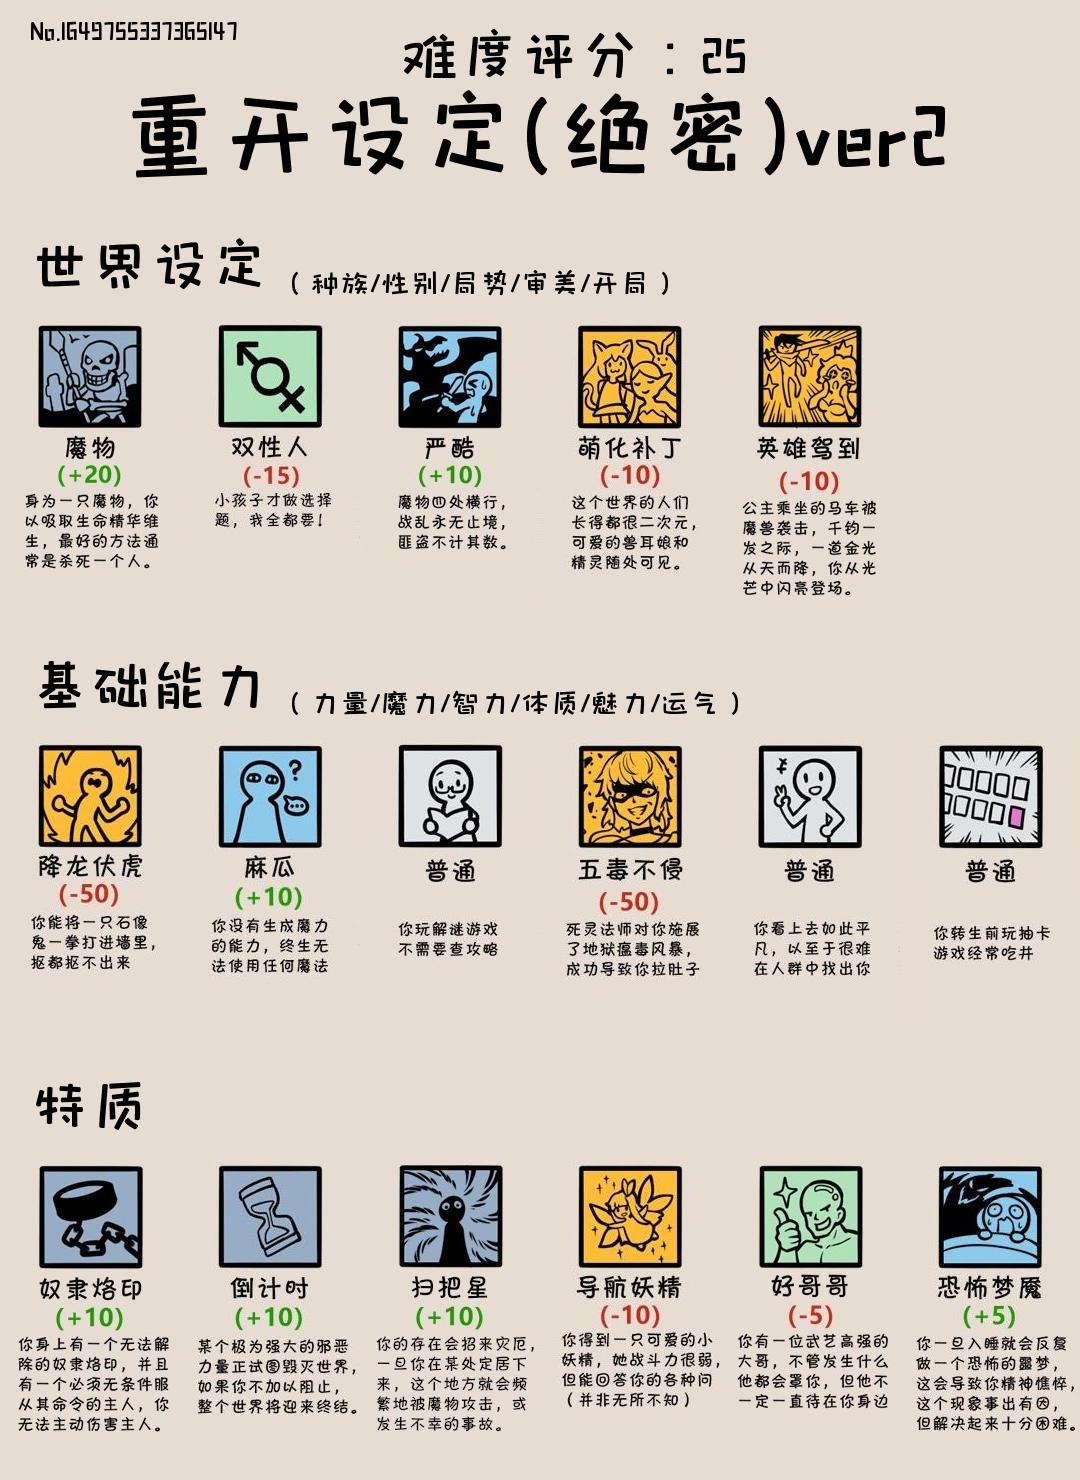 No.1649755337365147
难度评分：25
重开设定(绝密)ver2
世界设定 （种族/性别/局势/审美/开局）
魔物
(+20)
身为一只魔物，你
以吸取生命精华维
生，最好的方法通
常是杀死一个人。
双性人
(-15)
小孩子才做选择
题，我全都要！
严酷
(+10)
魔物四处横行，
战乱永无止境，
匪盗不计其数。
萌化补丁
(-10)
这个世界的人们
长得都很二次元，
可爱的兽耳娘和
精灵随处可见。
英雄驾到
(-10)
公主乘坐的马车被
魔兽袭击，千钧一
发之际，一道金光
从天而降，你从光
芒中闪亮登场。
基础能力 （力量/魔力/智力/体质/魅力/运气）
降龙伏虎
(-50)
你能将一只石像
鬼一拳打进墙里，
抠都抠不出来
麻瓜
(+10)
你没有生成魔力
的能力，终生无
法使用任何魔法
普通
你玩解谜游戏
不需要查攻略
五毒不侵
(-50)
死灵法师对你施展
了地狱瘟毒风暴，
成功导致你拉肚子
普通
你看上去如此平
凡，以至于很难
在人群中找出你
普通
你转生前玩抽卡
游戏经常吃井
特质
奴隶烙印
(+10)
你身上有一个无法解
除的奴隶烙印，并且
有一个必须无条件服
从其命令的主人，你
无法主动伤害主人。
倒计时
(+10)
某个极为强大的邪恶
力量正试图毁灭世界，
如果你不加以阻止，
整个世界将迎来终结。
扫把星
(+10)
你的存在会招来灾厄，
一旦你在某处定居下
来，这个地方就会频
繁地被魔物攻击，或
发生不幸的事故。
导航妖精
(-10)
你得到一只可爱的小
妖精，她战斗力很弱，
但能回答你的各种问
（并非无所不知）
好哥哥
(-5)
你有一位武艺高强的
大哥，不管发生什么
他都会罩你，但他不
一定一直待在你身边
恐怖梦魇
(+5)
你一旦入睡就会反复
做一个恐怖的噩梦，
这会导致你精神憔悴，
这个现象事出有因，
但解决起来十分困难。